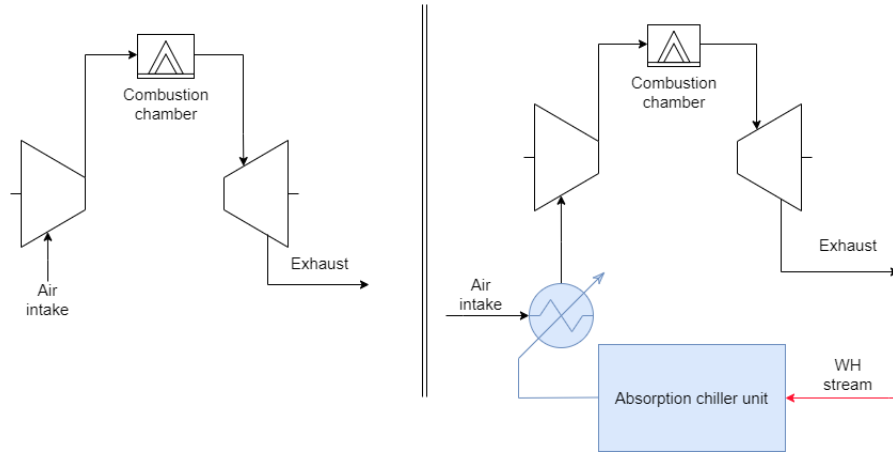 Combustion
chamber
Exhaust
Air
intake
Combustion
chamber
Exhaust
Air
intake
WH
stream
Absorption chiller unit